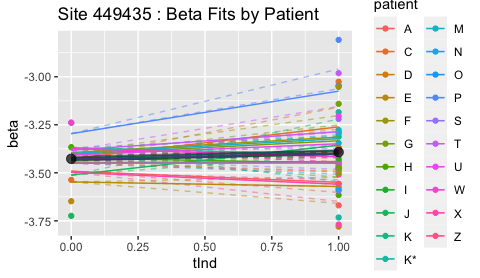 Site 449435 : Beta Fits by Patient
beta
-3.00
-3.25
-3.50
-3.75
0.00 0.25 0.50 0.75 1.00
tInd
patient
A M
C N
D O
E P
F S
G T
H U
I W
J X
K Z
K*